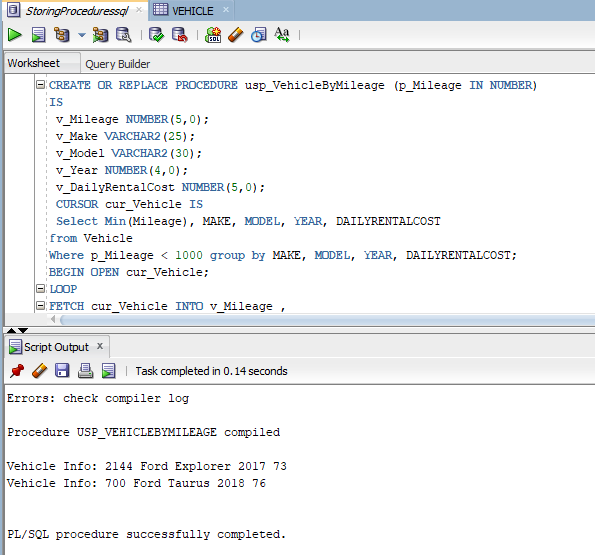 StoringProceduressql × VEHICLE ×
Aa
Worksheet Query Builder
CREATE OR REPLACE PROCEDURE usp_VehicleByMileage (p_Mileage IN NUMBER)
IS
v_Mileage NUMBER(5,0);
v_Make VARCHAR2(25);
v_Model VARCHAR2(30);
v_Year NUMBER(4,0);
v_DailyRentalCost NUMBER(5,0);
CURSOR cur_Vehicle IS
Select Min(Mileage), MAKE, MODEL, YEAR, DAILYRENTALCOST
from Vehicle
Where p_Mileage < 1000 group by MAKE, MODEL, YEAR, DAILYRENTALCOST;
BEGIN OPEN cur_Vehicle;
LOOP
FETCH cur_Vehicle INTO v_Mileage ,
Script Output ×
Task completed in 0.14 seconds
Errors: check compiler log
Procedure USP_VEHICLEBYMILEAGE compiled
Vehicle Info: 2144 Ford Explorer 2017 73
Vehicle Info: 700 Ford Taurus 2018 76
PL/SQL procedure successfully completed.